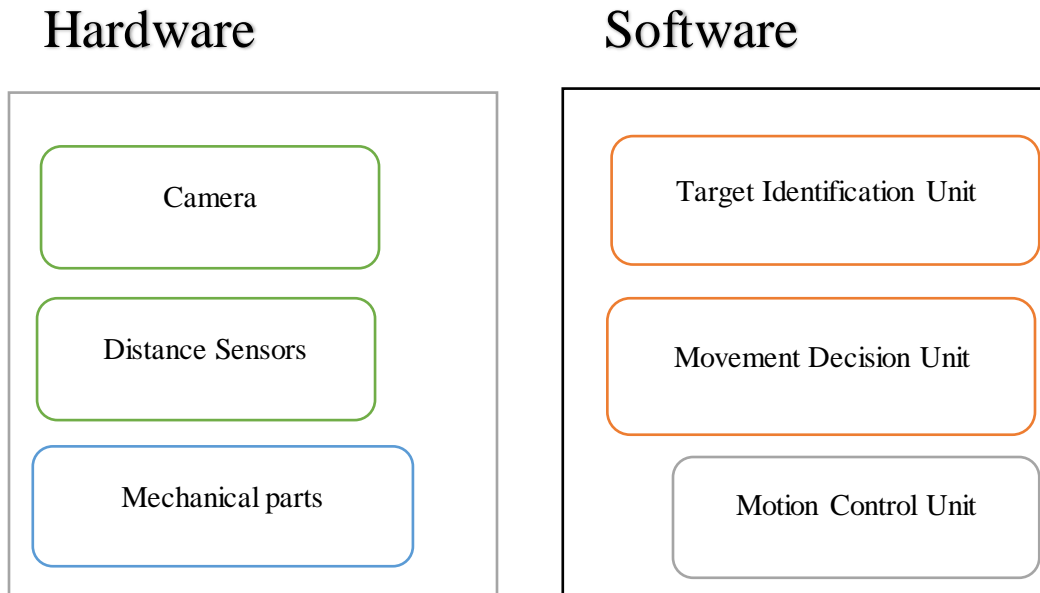 Hardware
Software
Camera
Distance Sensors
Mechanical parts
Target Identification Unit
Movement Decision Unit
Motion Control Unit